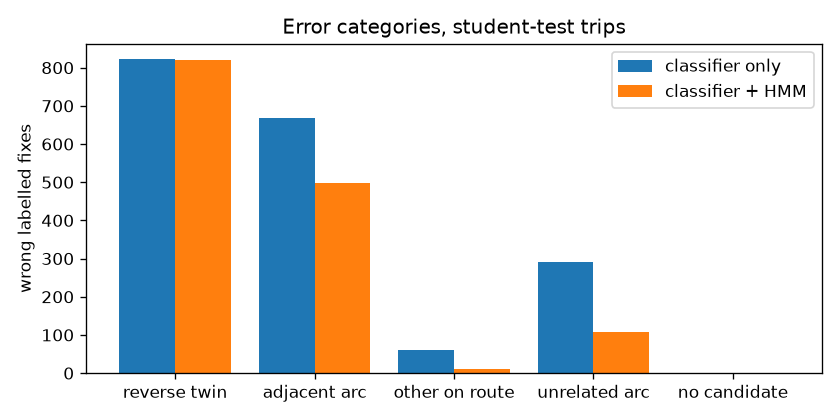 Error categories, student-test trips
classifier only
classifier + HMM
wrong labelled fixes
800
700
600
500
400
300
200
100
0
reverse twin
adjacent arc
other on route
unrelated arc
no candidate